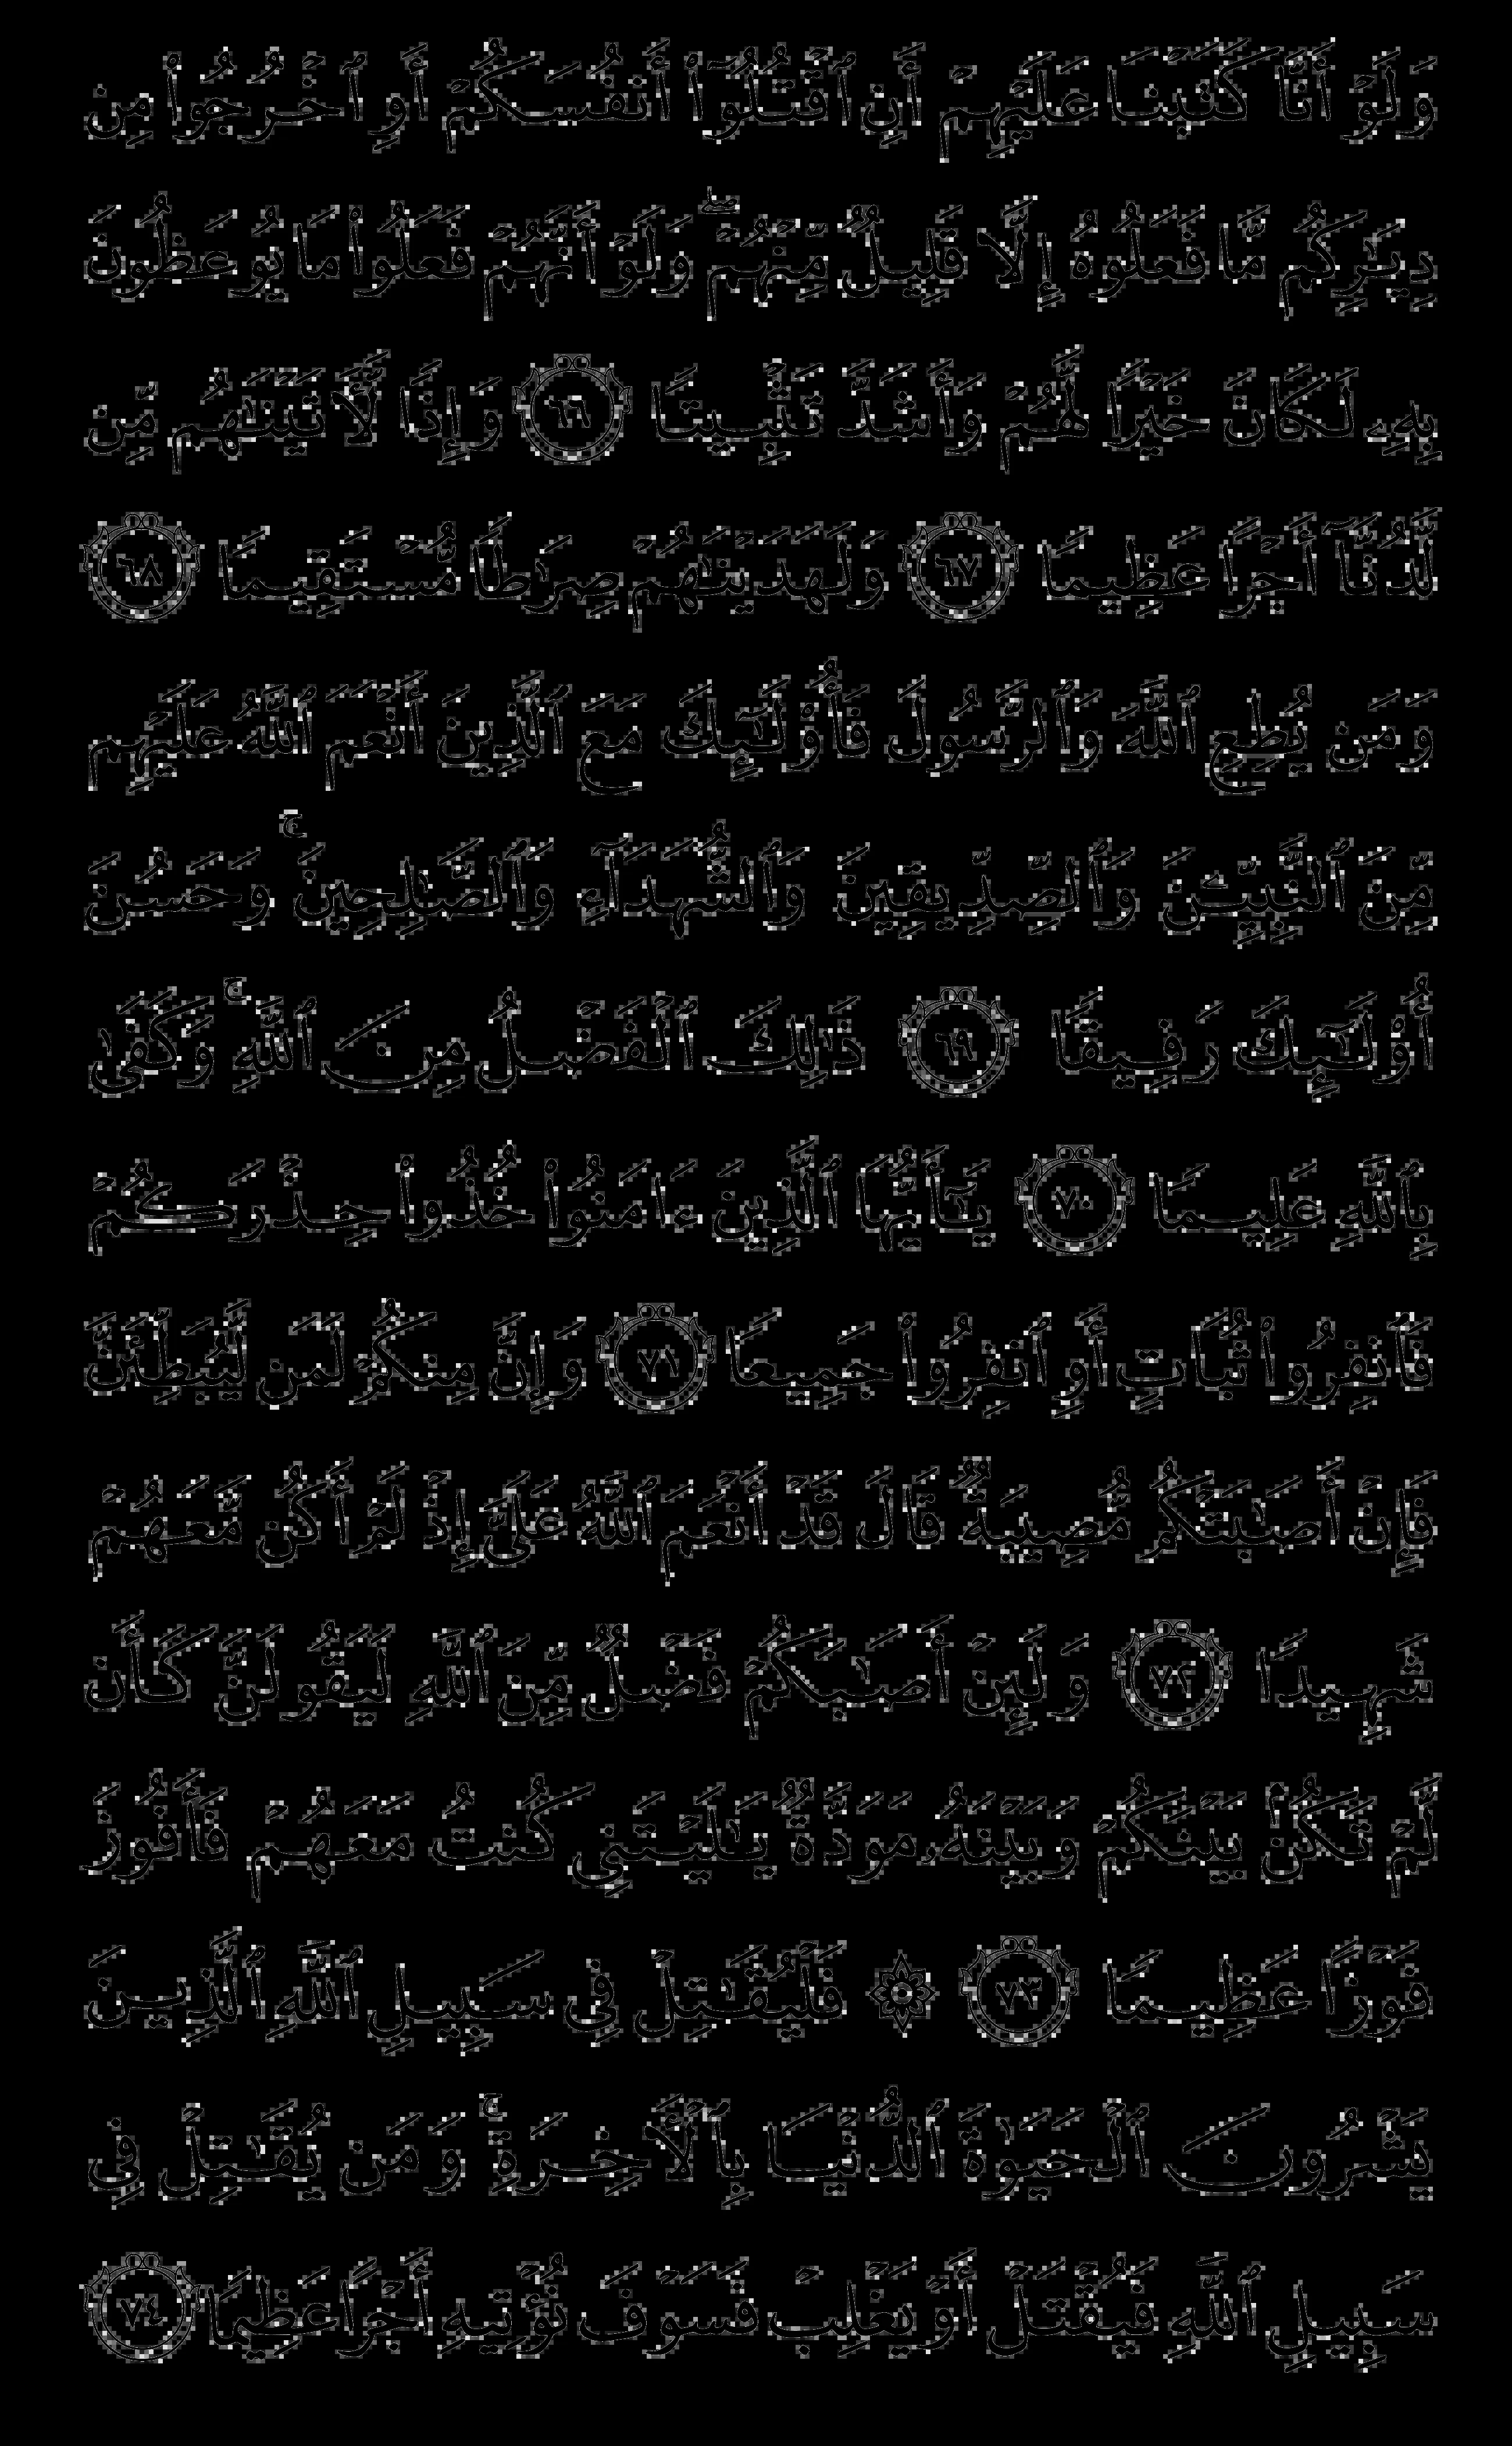 وَلَوۡ أَنَّا كَتَبۡنَا عَلَيۡهِمۡ أَنِ ٱقۡتُلُوٓاْ أَنفُسَكُمۡ أَوِ ٱخۡرُجُواْ مِن
دِيَٰرِكُم مَّا فَعَلُوهُ إِلَّا قَلِيلٞ مِّنۡهُمۡۖ وَلَوۡ أَنَّهُمۡ فَعَلُواْ مَا يُوعَظُونَ
بِهِۦ لَكَانَ خَيۡرٗا لَّهُمۡ وَأَشَدَّ تَثۡبِيتٗا ٦٦ وَإِذٗا لَّأٓتَيۡنَٰهُم مِّن
لَّدُنَّآ أَجۡرًا عَظِيمٗا ٦٧ وَلَهَدَيۡنَٰهُمۡ صِرَٰطٗا مُّسۡتَقِيمٗا ٦٨
وَمَن يُطِعِ ٱللَّهَ وَٱلرَّسُولَ فَأُوْلَٰٓئِكَ مَعَ ٱلَّذِينَ أَنۡعَمَ ٱللَّهُ عَلَيۡهِم
مِّنَ ٱلنَّبِيِّـۧنَ وَٱلصِّدِّيقِينَ وَٱلشُّهَدَآءِ وَٱلصَّٰلِحِينَۚ وَحَسُنَ
أُوْلَٰٓئِكَ رَفِيقٗا ٦٩ ذَٰلِكَ ٱلۡفَضۡلُ مِنَ ٱللَّهِۚ وَكَفَىٰ
بِٱللَّهِ عَلِيمٗا ٧٠ يَٰٓأَيُّهَا ٱلَّذِينَ ءَامَنُواْ خُذُواْ حِذۡرَكُمۡ
فَٱنفِرُواْ ثُبَاتٍ أَوِ ٱنفِرُواْ جَمِيعٗا ٧١ وَإِنَّ مِنكُمۡ لَمَن لَّيُبَطِّئَنَّ
فَإِنۡ أَصَٰبَتۡكُم مُّصِيبَةٞ قَالَ قَدۡ أَنۡعَمَ ٱللَّهُ عَلَيَّ إِذۡ لَمۡ أَكُن مَّعَهُمۡ
شَهِيدٗا ٧٢ وَلَئِنۡ أَصَٰبَكُمۡ فَضۡلٞ مِّنَ ٱللَّهِ لَيَقُولَنَّ كَأَن
لَّمۡ تَكُنۢ بَيۡنَكُمۡ وَبَيۡنَهُۥ مَوَدَّةٞ يَٰلَيۡتَنِي كُنتُ مَعَهُمۡ فَأَفُوزَ
فَوۡزًا عَظِيمٗا ٧٣ ۞ فَلۡيُقَٰتِلۡ فِي سَبِيلِ ٱللَّهِ ٱلَّذِينَ
يَشۡرُونَ ٱلۡحَيَوٰةَ ٱلدُّنۡيَا بِٱلۡأٓخِرَةِۚ وَمَن يُقَٰتِلۡ فِي
سَبِيلِ ٱللَّهِ فَيُقۡتَلۡ أَوۡ يَغۡلِبۡ فَسَوۡفَ نُؤۡتِيهِ أَجۡرًا عَظِيمٗا ٧٤